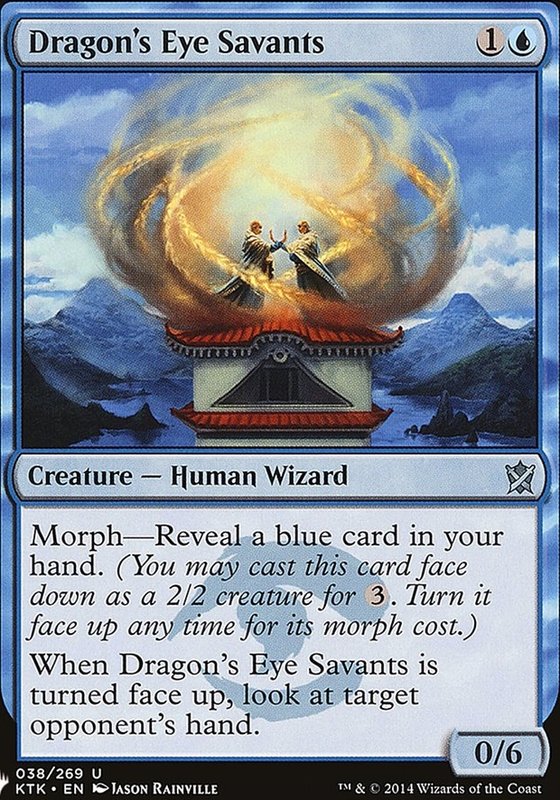 Dragon's Eye Savants 1
Creature — Human Wizard
Morph—Reveal a blue card in your
hand. (You may cast this card face
down as a 2/2 creature for 3. Turn it
face up any time for its morph cost.)
When Dragon's Eye Savants is
turned face up, look at target
opponent's hand.
0/6
038/269 U
KTK • EN JASON RAINVILLE
™ & © 2014 Wizards of the Coast